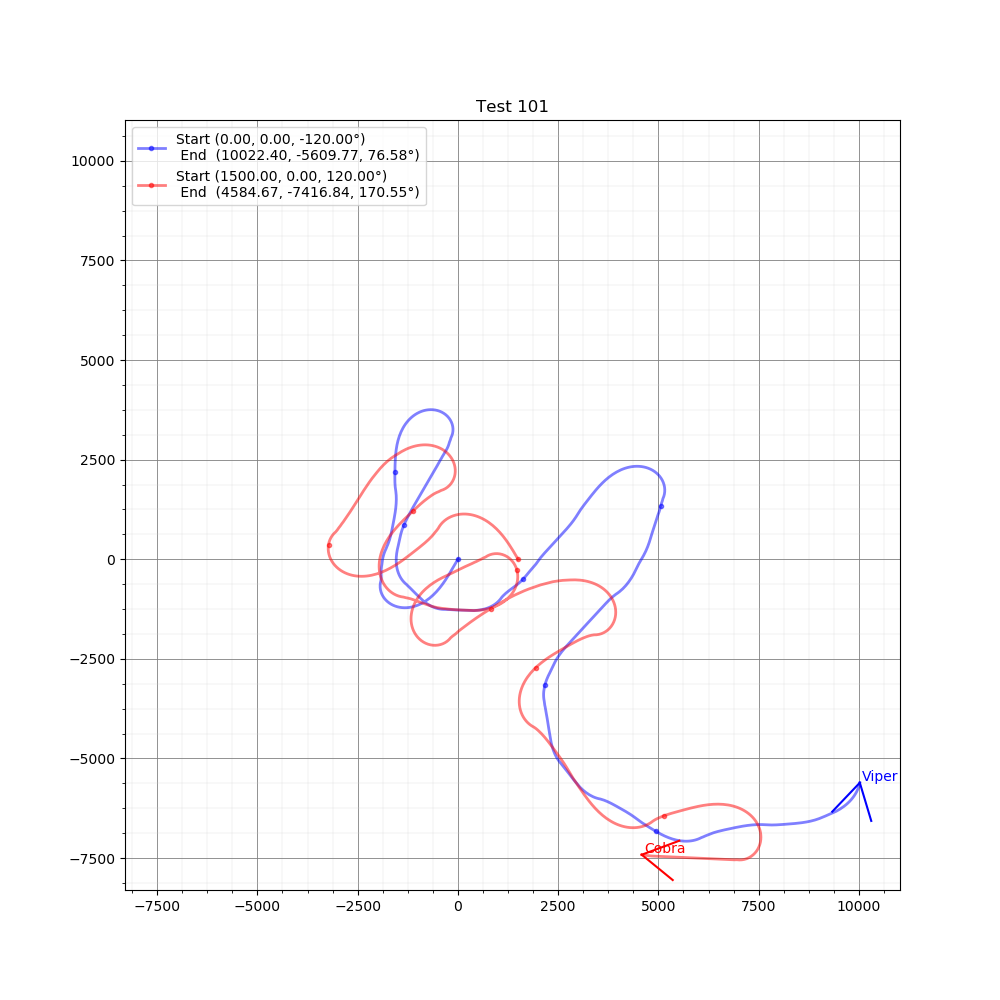 Test 101
Start (0.00, 0.00, -120.00°)
End (10022.40, -5609.77, 76.58°)
Start (1500.00, 0.00, 120.00°)
End (4584.67, -7416.84, 170.55°)
10000
7500
5000
2500
0
−2500
−5000
−7500
Viper
Cobra
−7500 −5000 −2500 0 2500 5000 7500 10000